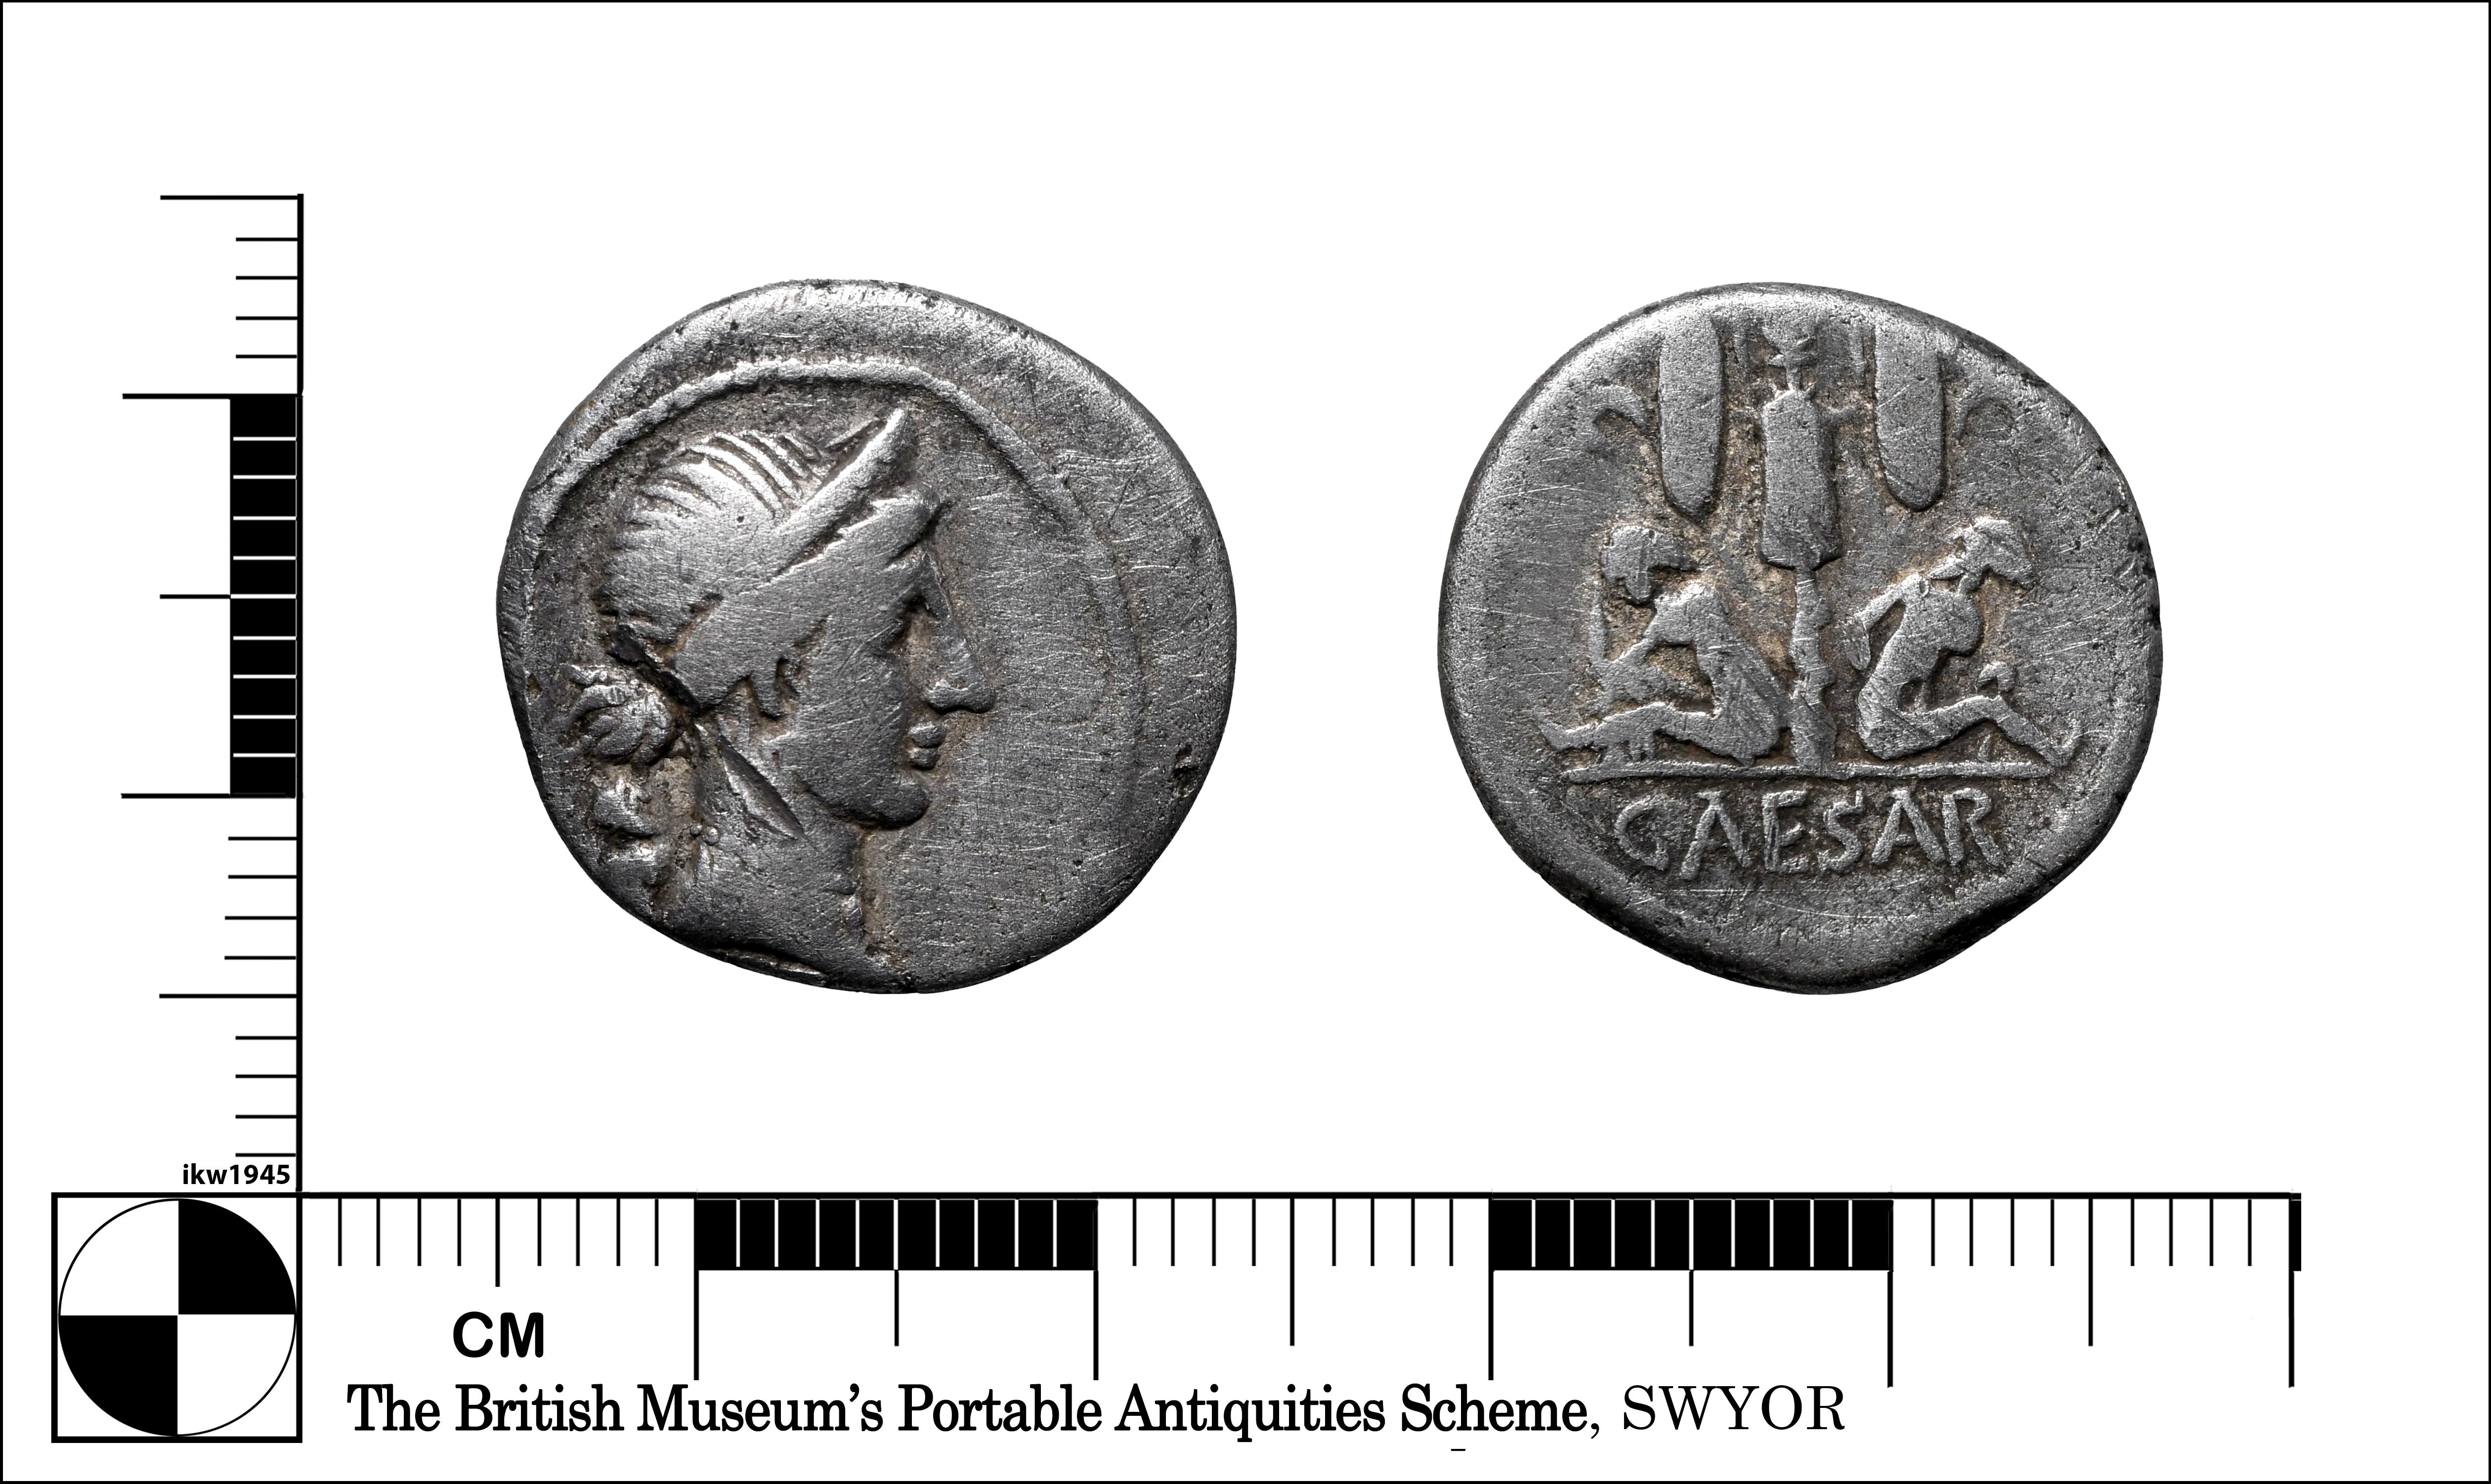 CAESAR
ikw1945
CM
The British Museum's Portable Antiquities Scheme, SWYOR